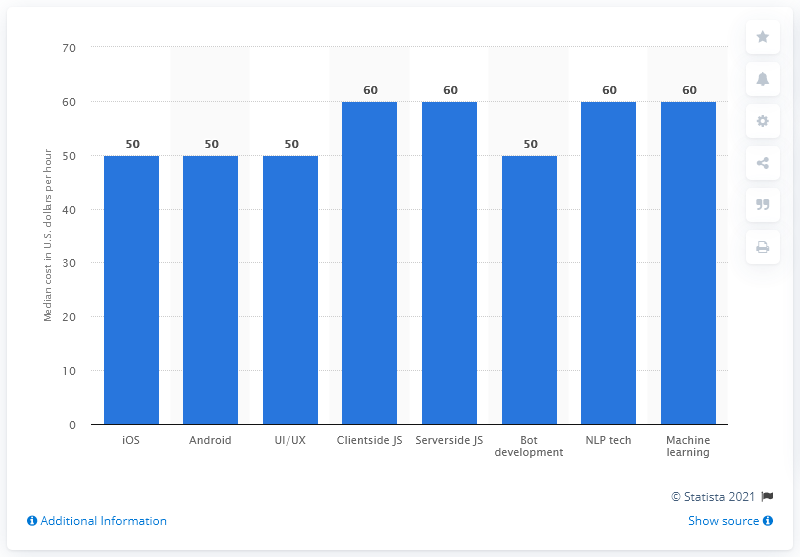 70
60
50
40
30
20
10
0
Median cost in U.S. dollars per hour
50
50
50
60
60
50
60
60
iOS
Android
UI/UX
Clientside JS
Serverside JS
Bot
development
NLP tech
Machine
learning
© Statista 2021
Additional Information
Show source